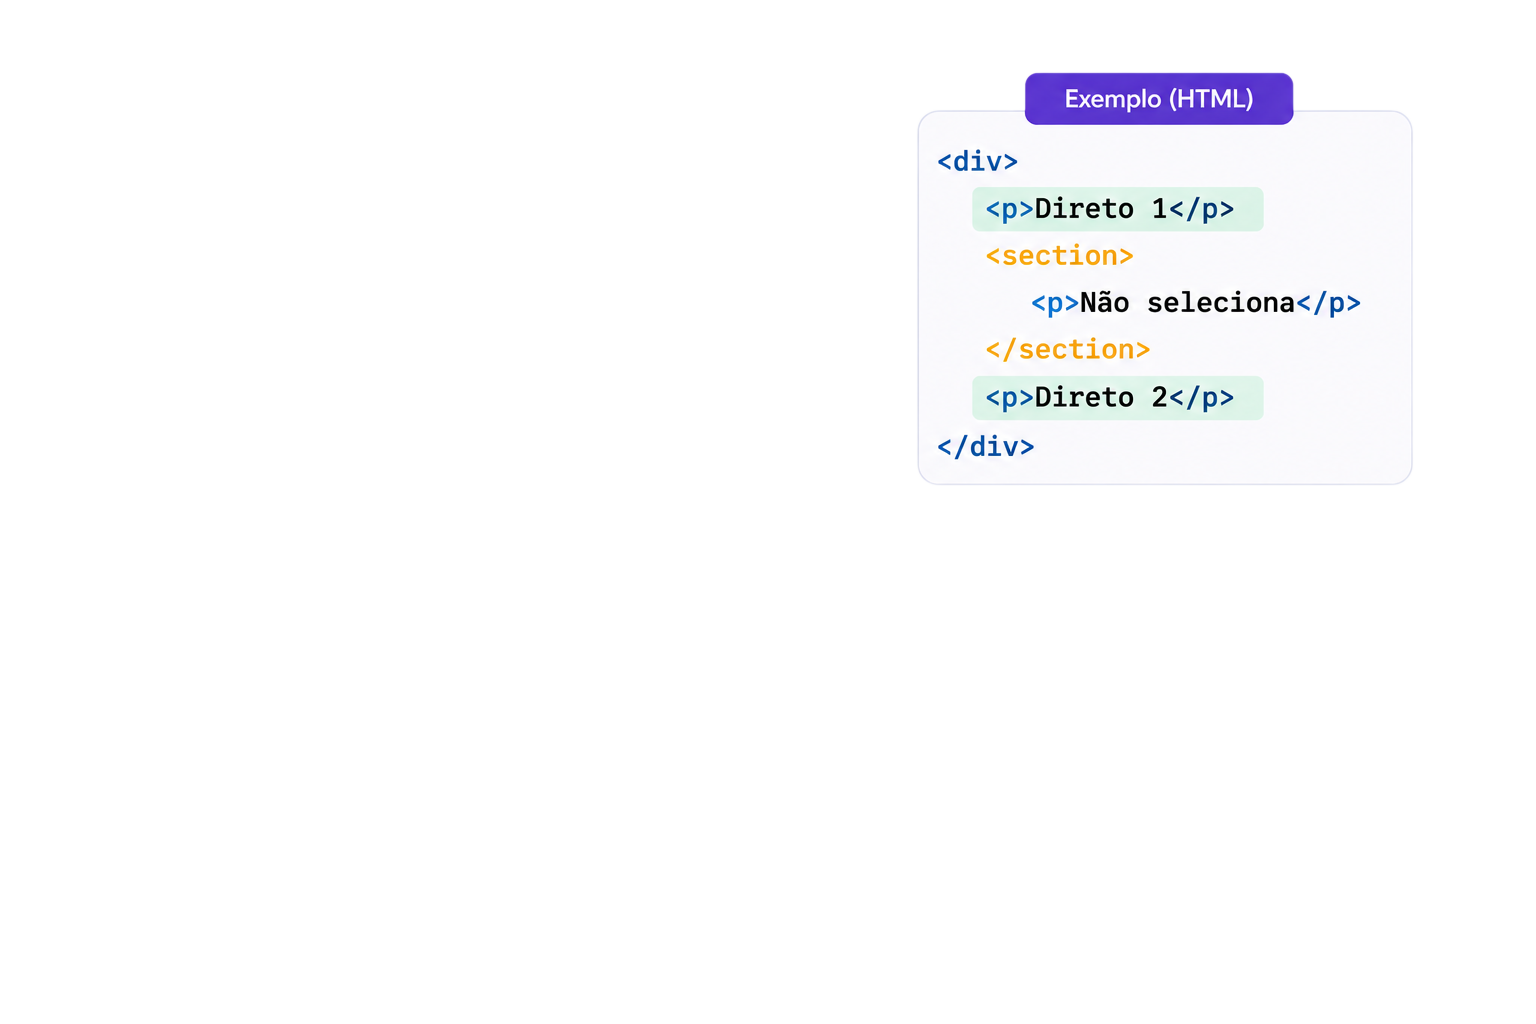 Exemplo (HTML)
<div>
<p>Direto 1</p>
<section>
<p>Não seleciona</p>
</section>
<p>Direto 2</p>
</div>